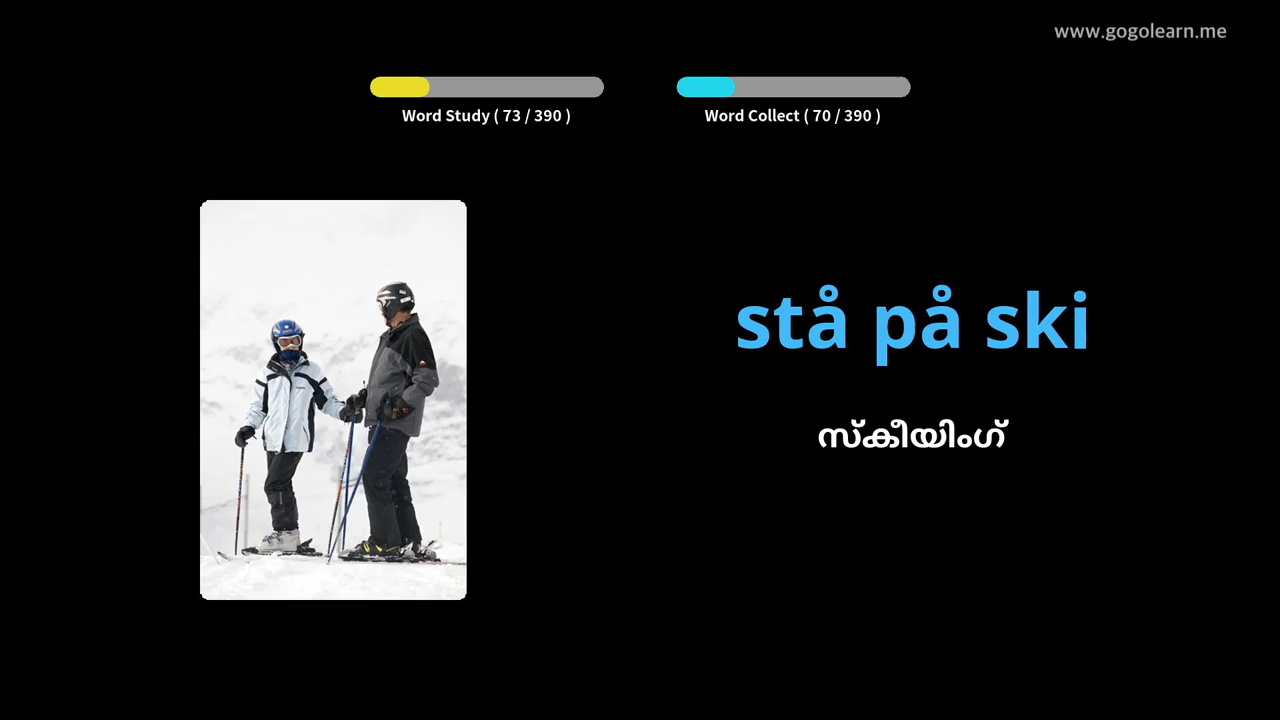 www.gogolearn.me
Word Study ( 73 / 390 )
Word Collect ( 70 / 390 )
stå på ski
സ്കീയിംഗ്